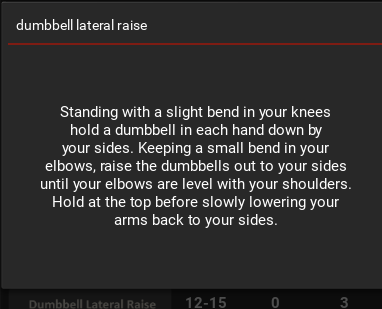 dumbbell lateral raise
Standing with a slight bend in your knees
hold a dumbbell in each hand down by
your sides. Keeping a small bend in your
elbows, raise the dumbbells out to your sides
until your elbows are level with your shoulders.
Hold at the top before slowly lowering your
arms back to your sides.
Dumbbell Lateral Raise 12-15 0 3